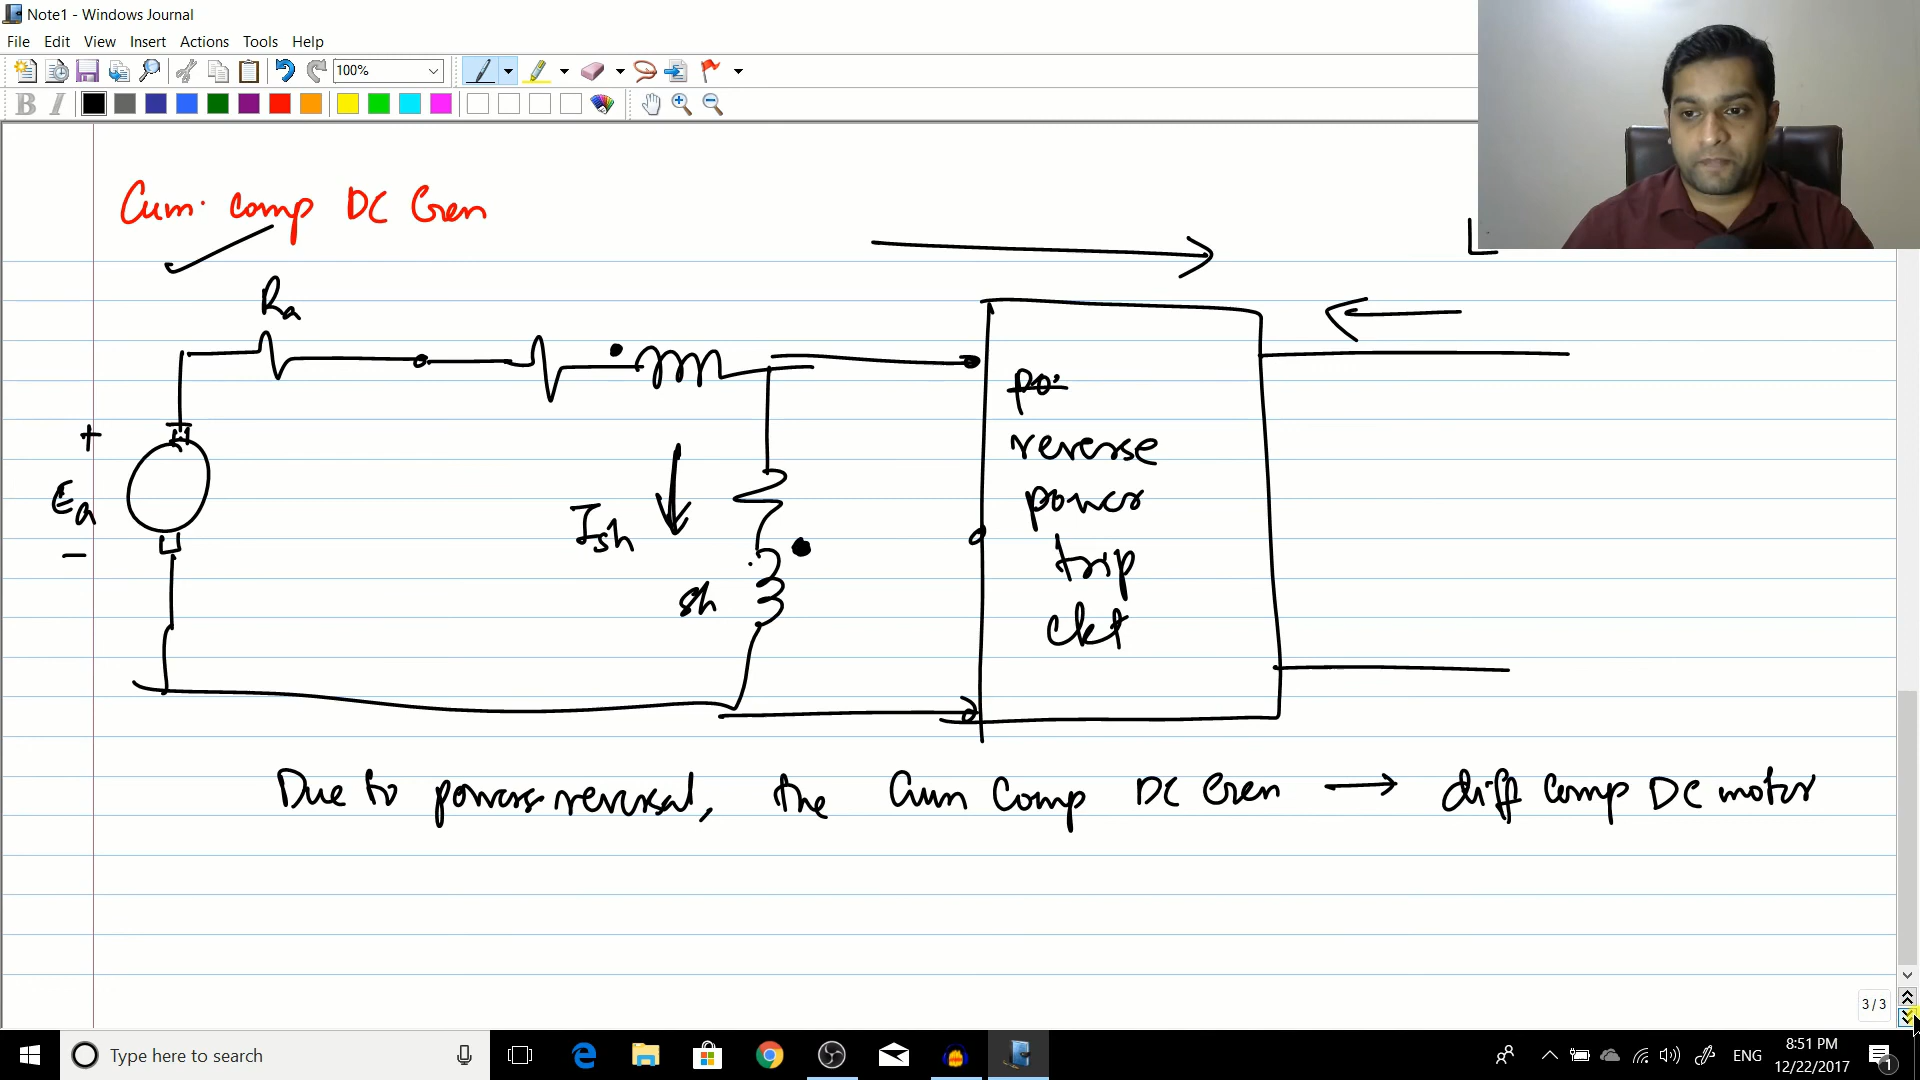 Note1 - Windows Journal
File Edit View Insert Actions Tools Help
100%
B I
Cum. comp DC Gen
L
Ra
+
Ea
-
Ish
sh
po
reverse
power
trip
ckt
Due to power reversal, the Cum Comp DC Gen → diff comp DC motor
3 / 3
Type here to search
ENG
8:51 PM
12/22/2017
1